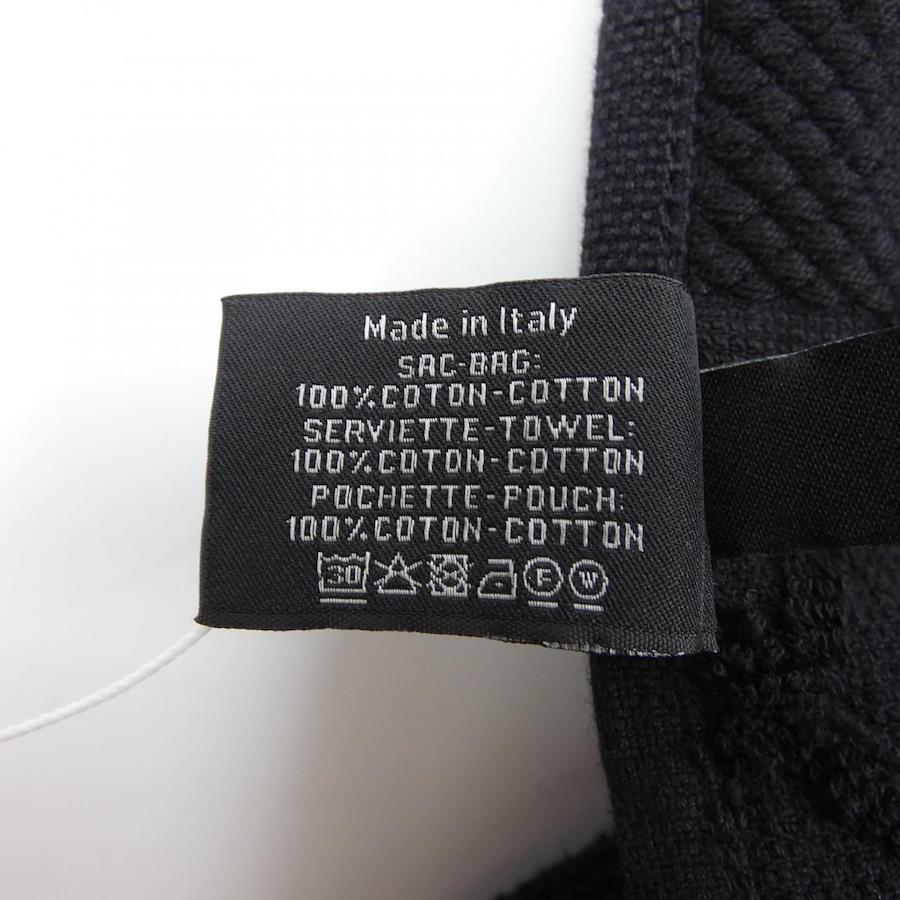 Made in Italy
SAC-BAG:
100%COTON-COTTON
SERVIETTE-TOWEL:
100%COTON-COTTON
POCHETTE-POUCH:
100%COTON-COTTON
30 F W